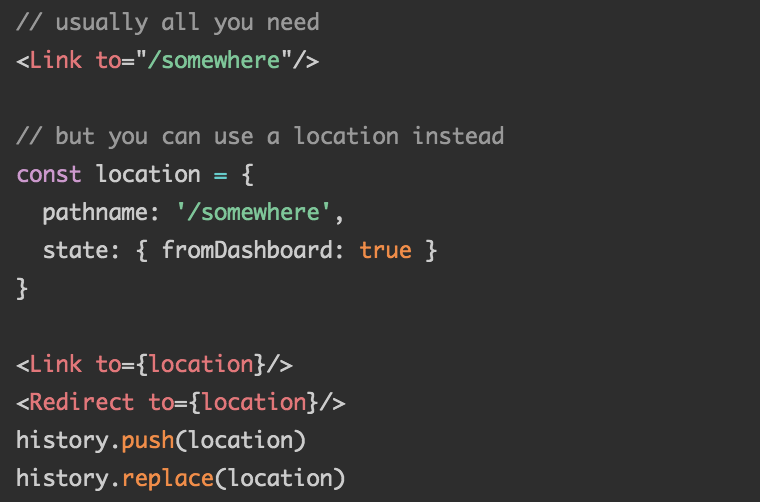 // usually all you need
<Link to="/somewhere"/>
// but you can use a location instead
const location = {
  pathname: '/somewhere',
  state: { fromDashboard: true }
}
<Link to={location}/>
<Redirect to={location}/>
history.push(location)
history.replace(location)